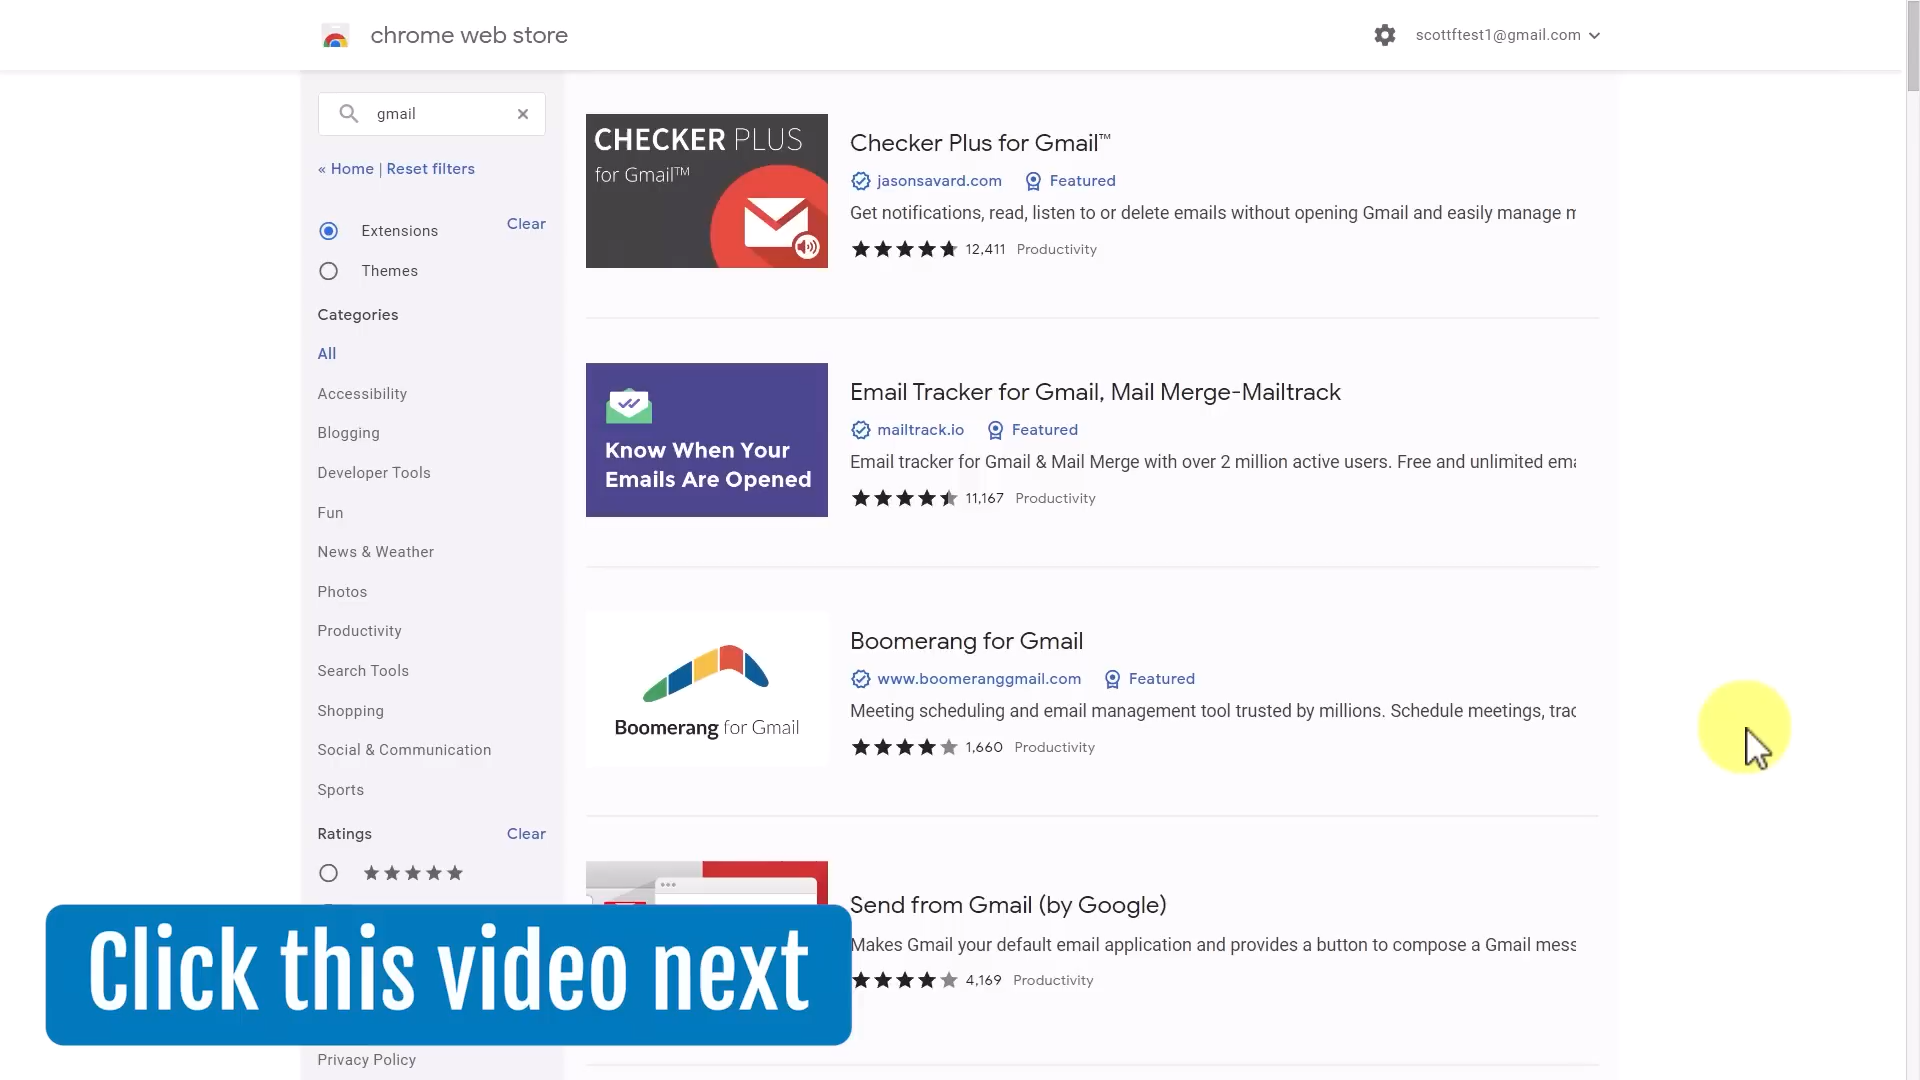 chrome web store
scottftest1@gmail.com
gmail
« Home | Reset filters
Extensions
Clear
Themes
Categories
All
Accessibility
Blogging
Developer Tools
Fun
News & Weather
Photos
Productivity
Search Tools
Shopping
Social & Communication
Sports
Ratings
Clear
Privacy Policy
CHECKER PLUS
for Gmail™
Checker Plus for Gmail™
jasonsavard.com Featured
Get notifications, read, listen to or delete emails without opening Gmail and easily manage m
12,411 Productivity
Know When Your
Emails Are Opened
Email Tracker for Gmail, Mail Merge-Mailtrack
mailtrack.io Featured
Email tracker for Gmail & Mail Merge with over 2 million active users. Free and unlimited ema
11,167 Productivity
Boomerang for Gmail
Boomerang for Gmail
www.boomeranggmail.com Featured
Meeting scheduling and email management tool trusted by millions. Schedule meetings, trac
1,660 Productivity
Send from Gmail (by Google)
Makes Gmail your default email application and provides a button to compose a Gmail mess
4,169 Productivity
Click this video next